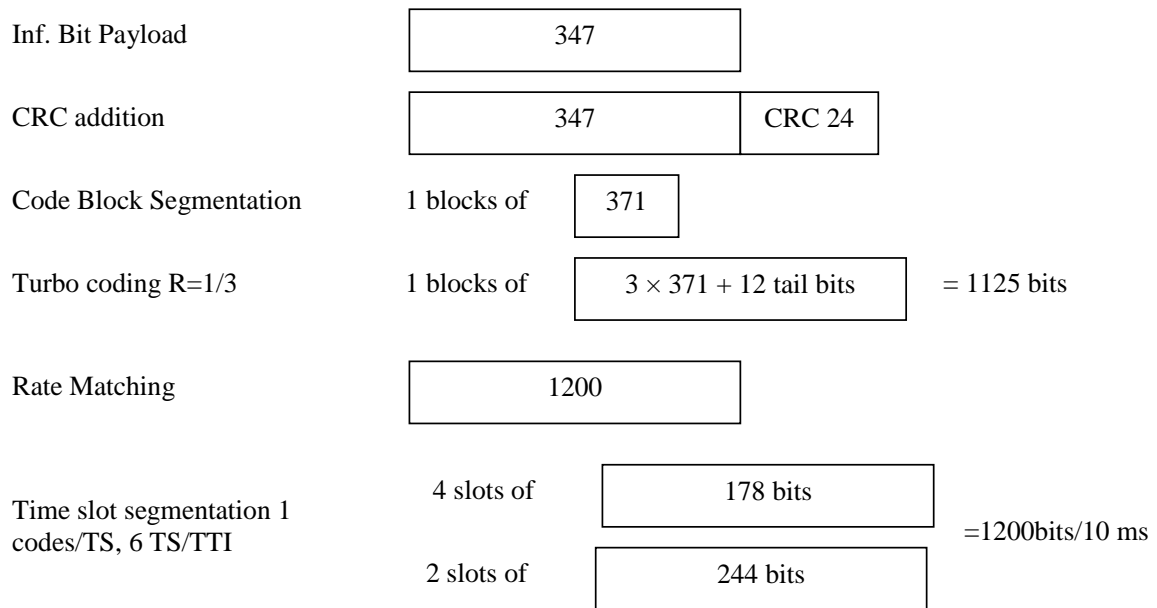 Inf. Bit Payload 347
CRC addition 347 CRC 24
Code Block Segmentation 1 blocks of 371
Turbo coding R=1/3 1 blocks of 3 × 371 + 12 tail bits = 1125 bits
Rate Matching 1200
4 slots of 178 bits
Time slot segmentation 1
codes/TS, 6 TS/TTI
=1200bits/10 ms
2 slots of 244 bits